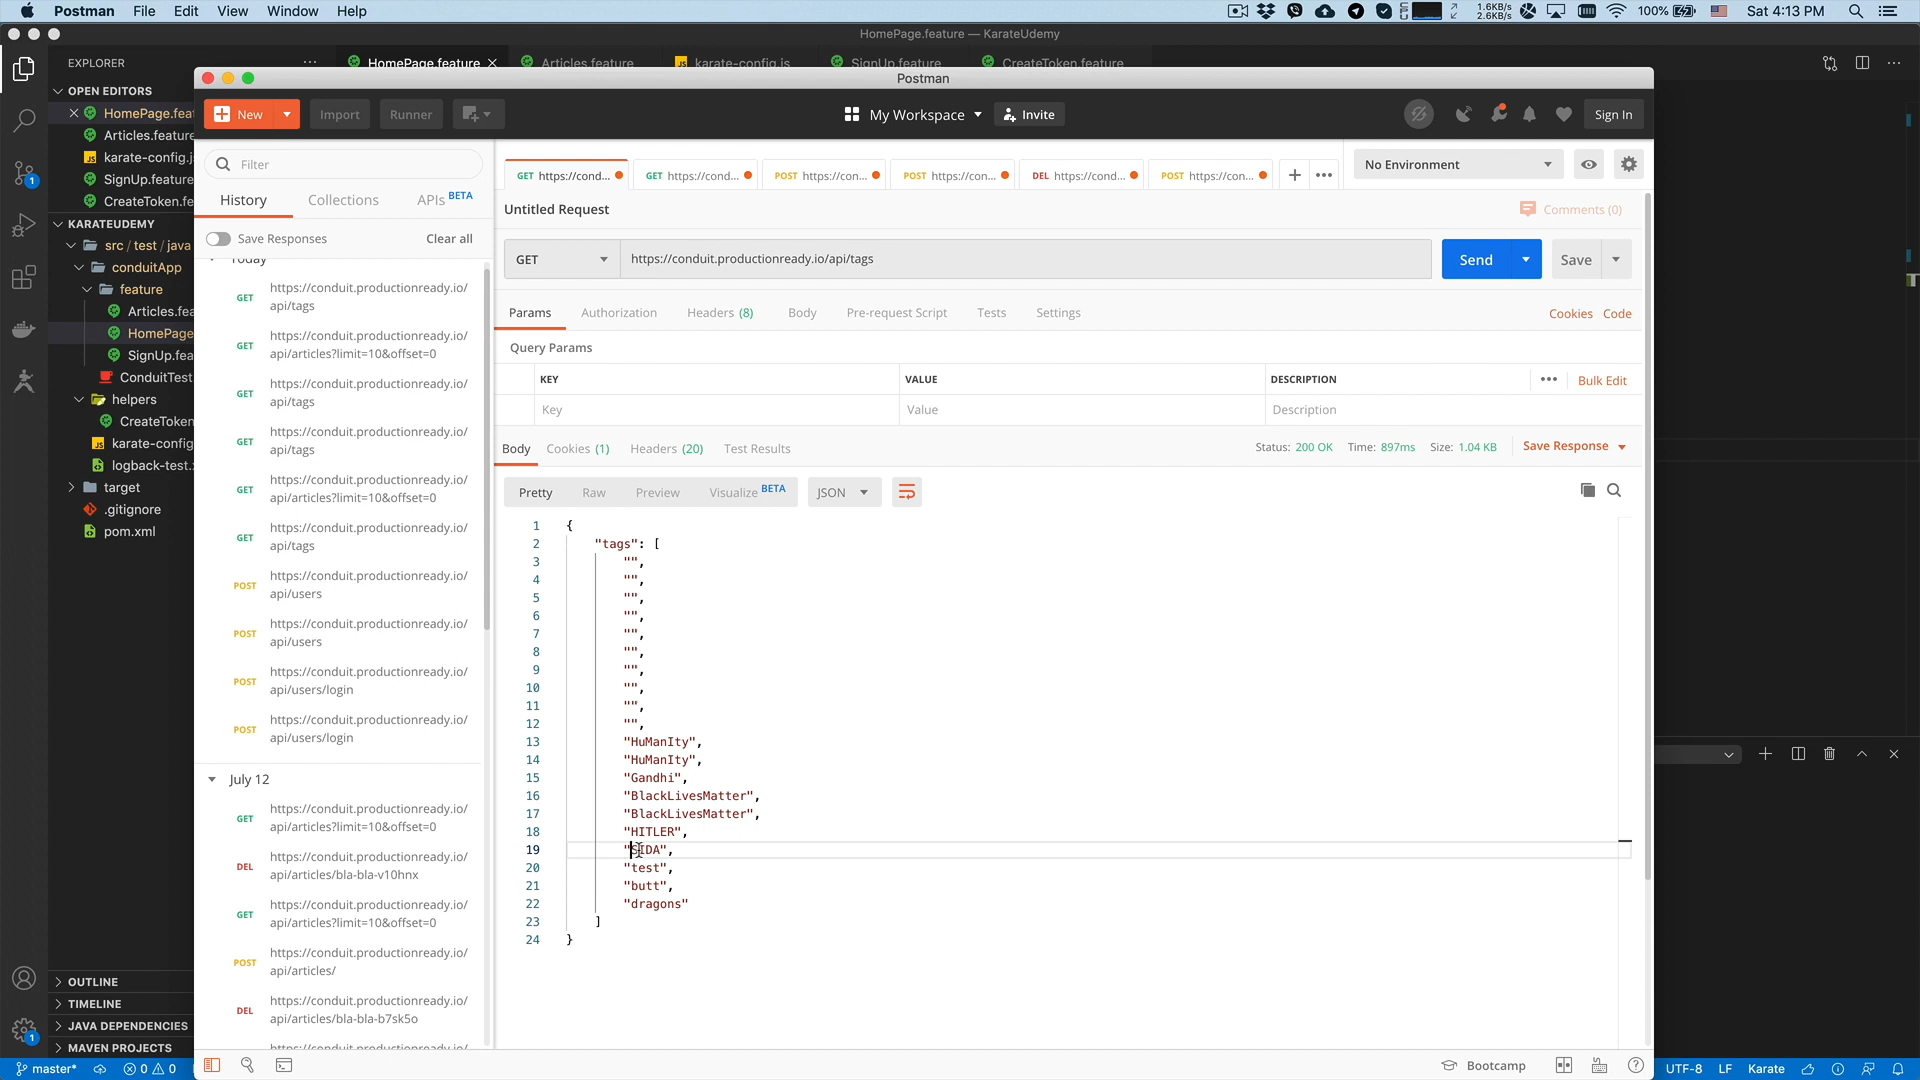 Postman File Edit View Window Help
1.6KB/s
2.6KB/s
100%
Sat 4:13 PM
HomePage.feature — KarateUdemy
EXPLORER
HomePage.feature
Articles.feature
karate-config.js
SignUp.feature
CreateToken.feature
OPEN EDITORS
HomePage.feat
Articles.feature
karate-config.j
SignUp.feature
CreateToken.fe
KARATEUDEMY
src / test / java
conduitApp
feature
Articles.fea
HomePage
SignUp.fea
ConduitTest
helpers
CreateToken
karate-config
logback-test.
target
.gitignore
pom.xml
OUTLINE
TIMELINE
JAVA DEPENDENCIES
MAVEN PROJECTS
Postman
New
Import
Runner
My Workspace
Invite
Sign In
Filter
History
Collections
APIs BETA
Save Responses
Clear all
Today
GET https://conduit.productionready.io/
api/tags
GET https://conduit.productionready.io/
api/articles?limit=10&offset=0
GET https://conduit.productionready.io/
api/tags
GET https://conduit.productionready.io/
api/tags
GET https://conduit.productionready.io/
api/articles?limit=10&offset=0
GET https://conduit.productionready.io/
api/tags
POST https://conduit.productionready.io/
api/users
POST https://conduit.productionready.io/
api/users
POST https://conduit.productionready.io/
api/users/login
POST https://conduit.productionready.io/
api/users/login
July 12
GET https://conduit.productionready.io/
api/articles?limit=10&offset=0
DEL https://conduit.productionready.io/
api/articles/bla-bla-v10hnx
GET https://conduit.productionready.io/
api/articles?limit=10&offset=0
POST https://conduit.productionready.io/
api/articles/
DEL https://conduit.productionready.io/
api/articles/bla-bla-b7sk5o
https://conduit.productionready.io/
GET https://cond...
GET https://cond...
POST https://con...
POST https://con...
DEL https://cond...
POST https://con...
No Environment
Untitled Request
Comments (0)
GET
https://conduit.productionready.io/api/tags
Send
Save
Params
Authorization
Headers (8)
Body
Pre-request Script
Tests
Settings
Cookies
Code
Query Params
KEY VALUE DESCRIPTION
Bulk Edit
Key Value Description
Body
Cookies (1)
Headers (20)
Test Results
Status: 200 OK
Time: 897ms
Size: 1.04 KB
Save Response
Pretty
Raw
Preview
Visualize BETA
JSON
1 {
2 "tags": [
3 "",
4 "",
5 "",
6 "",
7 "",
8 "",
9 "",
10 "",
11 "",
12 "",
13 "HuManIty",
14 "HuManIty",
15 "Gandhi",
16 "BlackLivesMatter",
17 "BlackLivesMatter",
18 "HITLER",
19 "SIDA",
20 "test",
21 "butt",
22 "dragons"
23 ]
24 }
Bootcamp
1
1
master*
0 0
UTF-8
LF
Karate